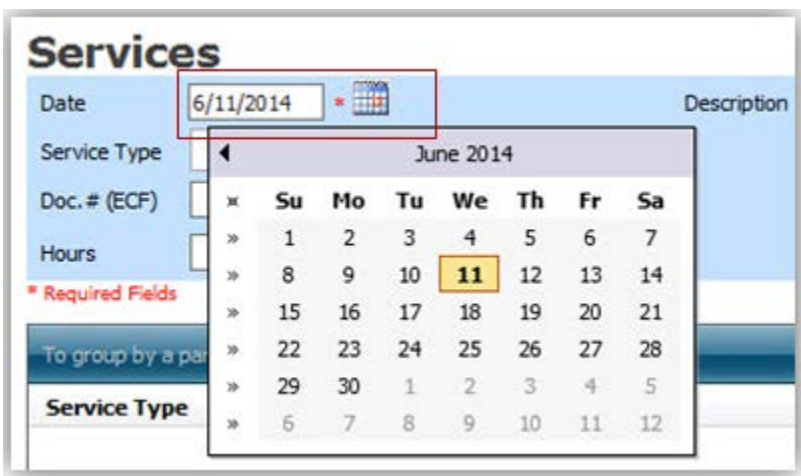 Services
Date 6/11/2014 * Description
Service Type
June 2014
Doc. # (ECF)
Su Mo Tu We Th Fr Sa
» 1 2 3 4 5 6 7
Hours
» 8 9 10 11 12 13 14
* Required Fields
» 15 16 17 18 19 20 21
To group by a
» 22 23 24 25 26 27 28
» 29 30 1 2 3 4 5
Service Type
» 6 7 8 9 10 11 12